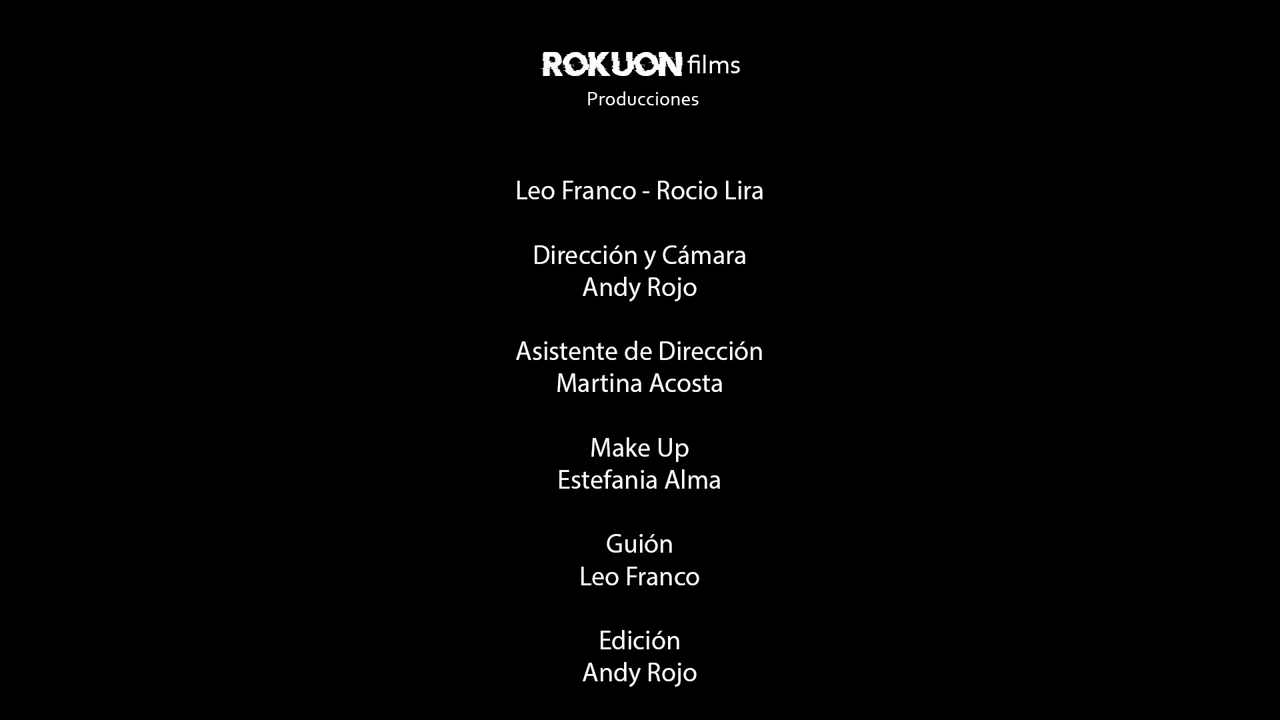 ROKUON films
Producciones
Leo Franco - Rocio Lira
Dirección y Cámara
Andy Rojo
Asistente de Dirección
Martina Acosta
Make Up
Estefania Alma
Guión
Leo Franco
Edición
Andy Rojo